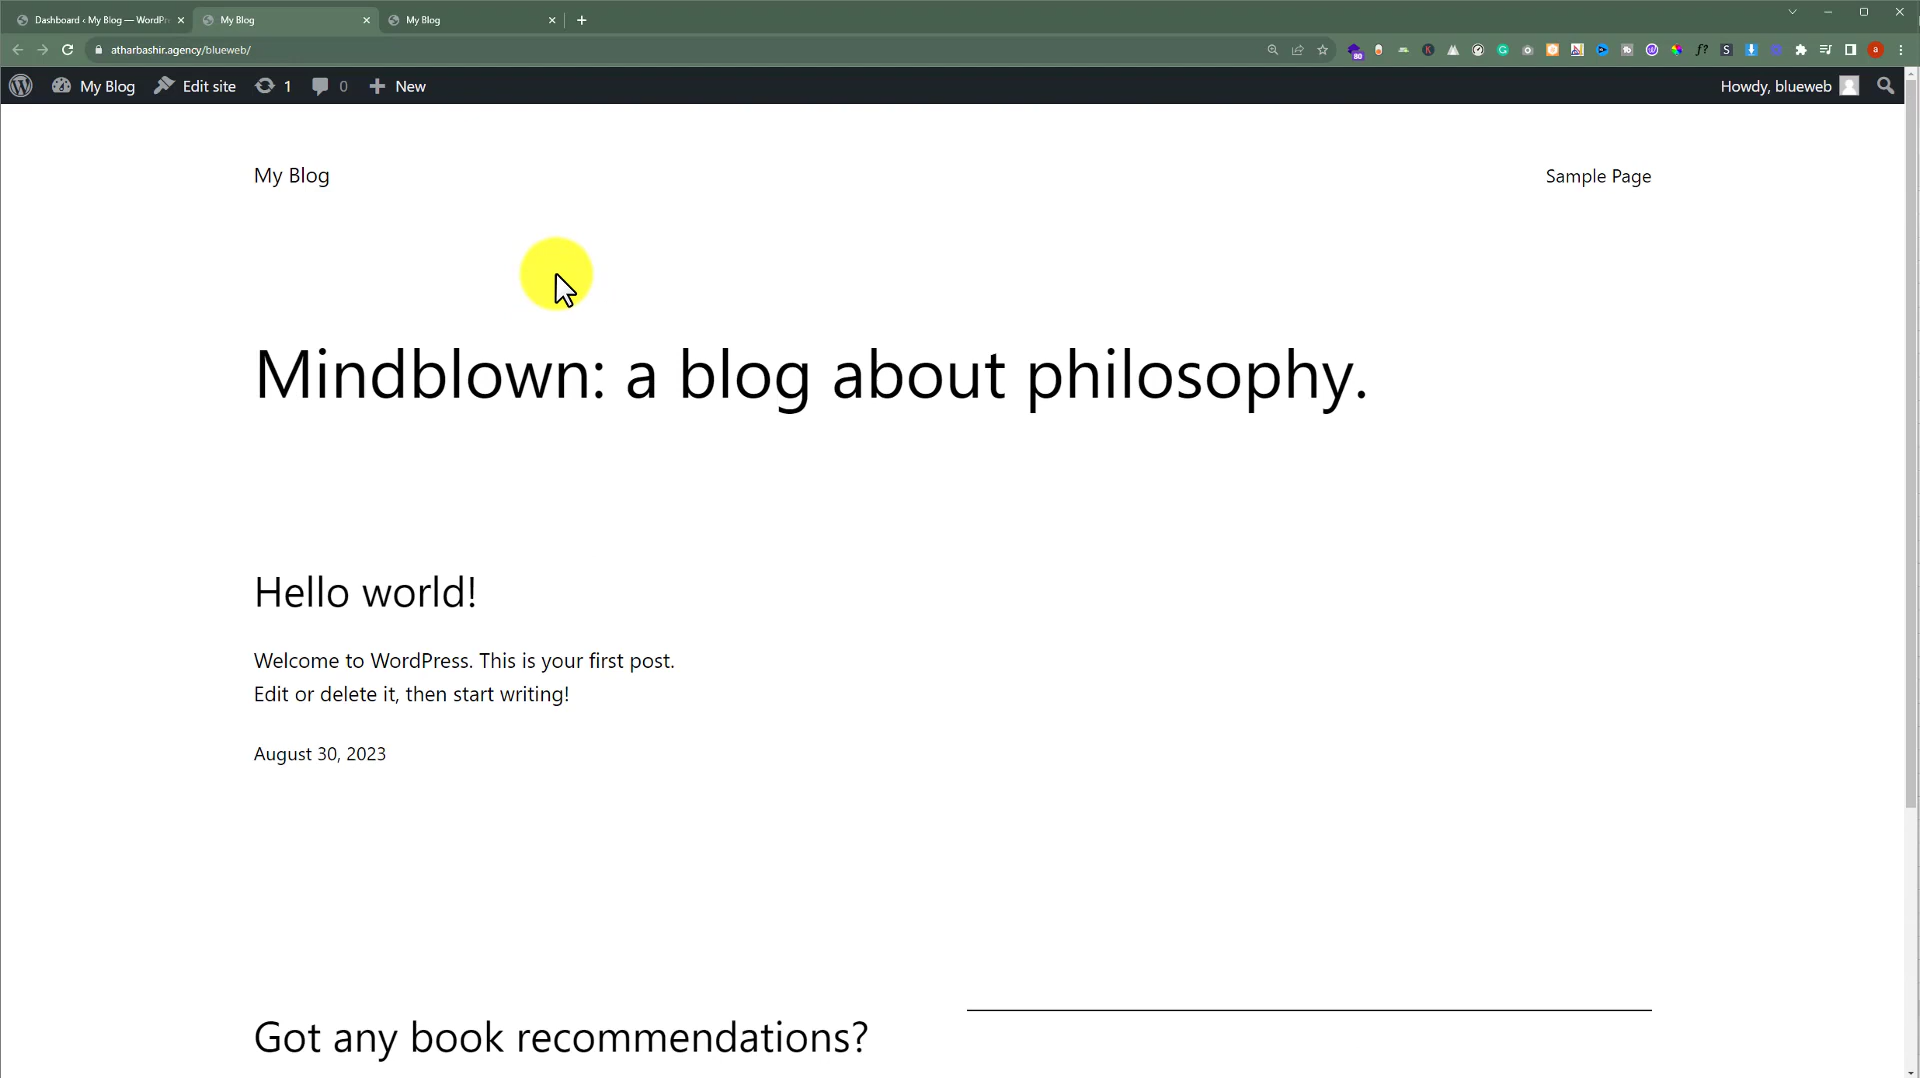 Dashboard ‹ My Blog — WordPr
My Blog
My Blog
atharbashir.agency/blueweb/
80
My Blog
Edit site
1
0
New
Howdy, blueweb
My Blog
Sample Page
Mindblown: a blog about philosophy.
Hello world!
Welcome to WordPress. This is your first post.
Edit or delete it, then start writing!
August 30, 2023
Got any book recommendations?